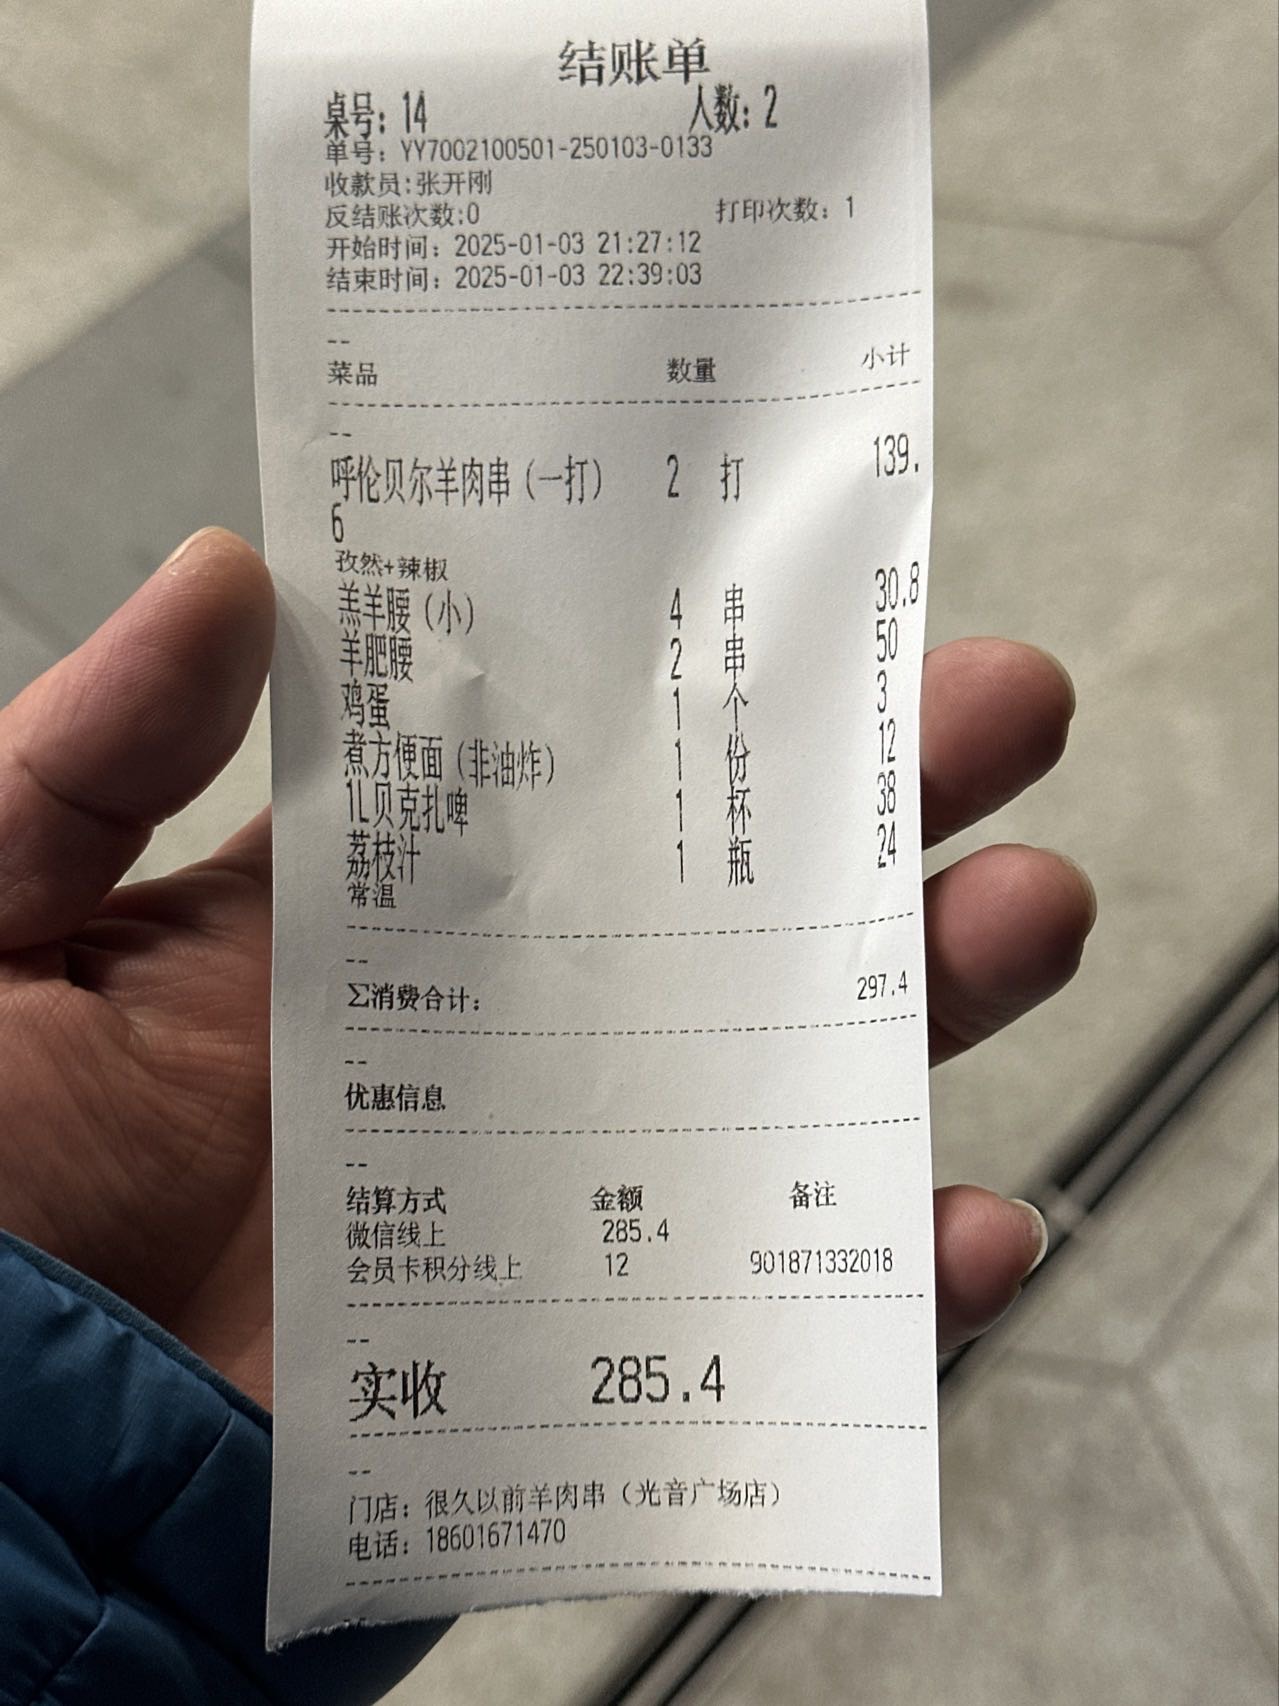 结账单
桌号：14 人数：2
单号：YY7002100501-250103-0133
收款员:张开刚
反结账次数:0 打印次数：1
开始时间：2025-01-03 21:27:12
结束时间：2025-01-03 22:39:03
--
菜品 数量 小计
--
呼伦贝尔羊肉串（一打） 2 打 139.
6
孜然+辣椒
羔羊腰（小） 4 串 30.8
羊肥腰 2 串 50
鸡蛋 1 个 3
煮方便面（非油炸） 1 份 12
1L贝克扎啤 1 杯 38
荔枝汁 1 瓶 24
常温
--
∑消费合计： 297.4
--
优惠信息
--
结算方式 金额 备注
微信线上 285.4
会员卡积分线上 12 901871332018
--
实收 285.4
--
门店：很久以前羊肉串（光音广场店）
电话：18601671470
--